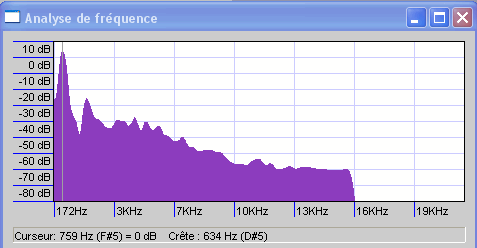 Analyse de fréquence
10 dB
0 dB
-10 dB
-20 dB
-30 dB
-40 dB
-50 dB
-60 dB
-70 dB
-80 dB
172Hz 3KHz 7KHz 10KHz 13KHz 16KHz 19KHz
Curseur: 759 Hz (F#5) = 0 dB Crête : 634 Hz (D#5)